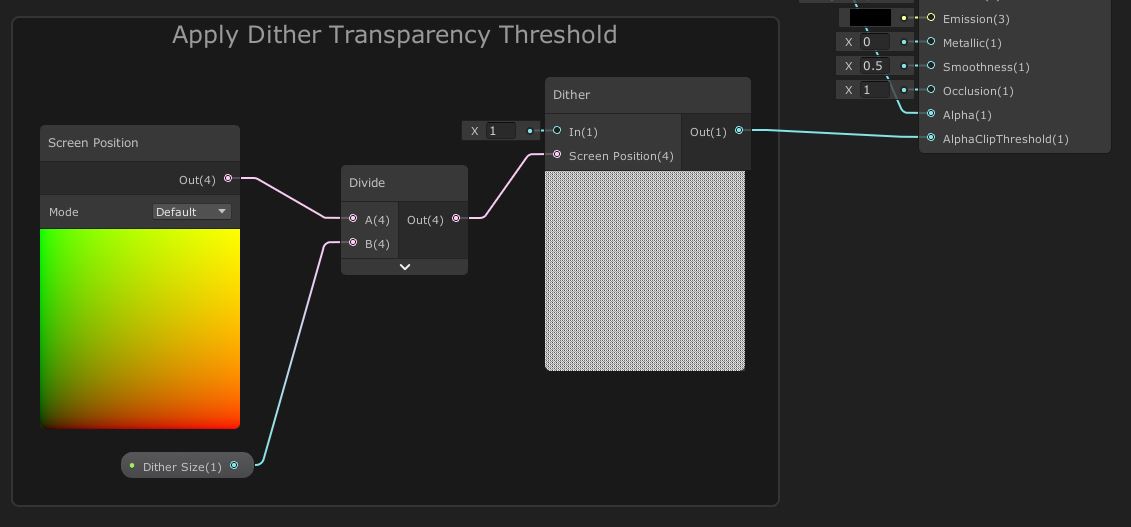 Apply Dither Transparency Threshold
Emission(3)
X 0 Metallic(1)
X 0.5 Smoothness(1)
X 1 Occlusion(1)
Alpha(1)
AlphaClipThreshold(1)
Dither
X 1 In(1) Out(1)
Screen Position(4)
Screen Position
Out(4)
Mode Default
Divide
A(4) Out(4)
B(4)
Dither Size(1)